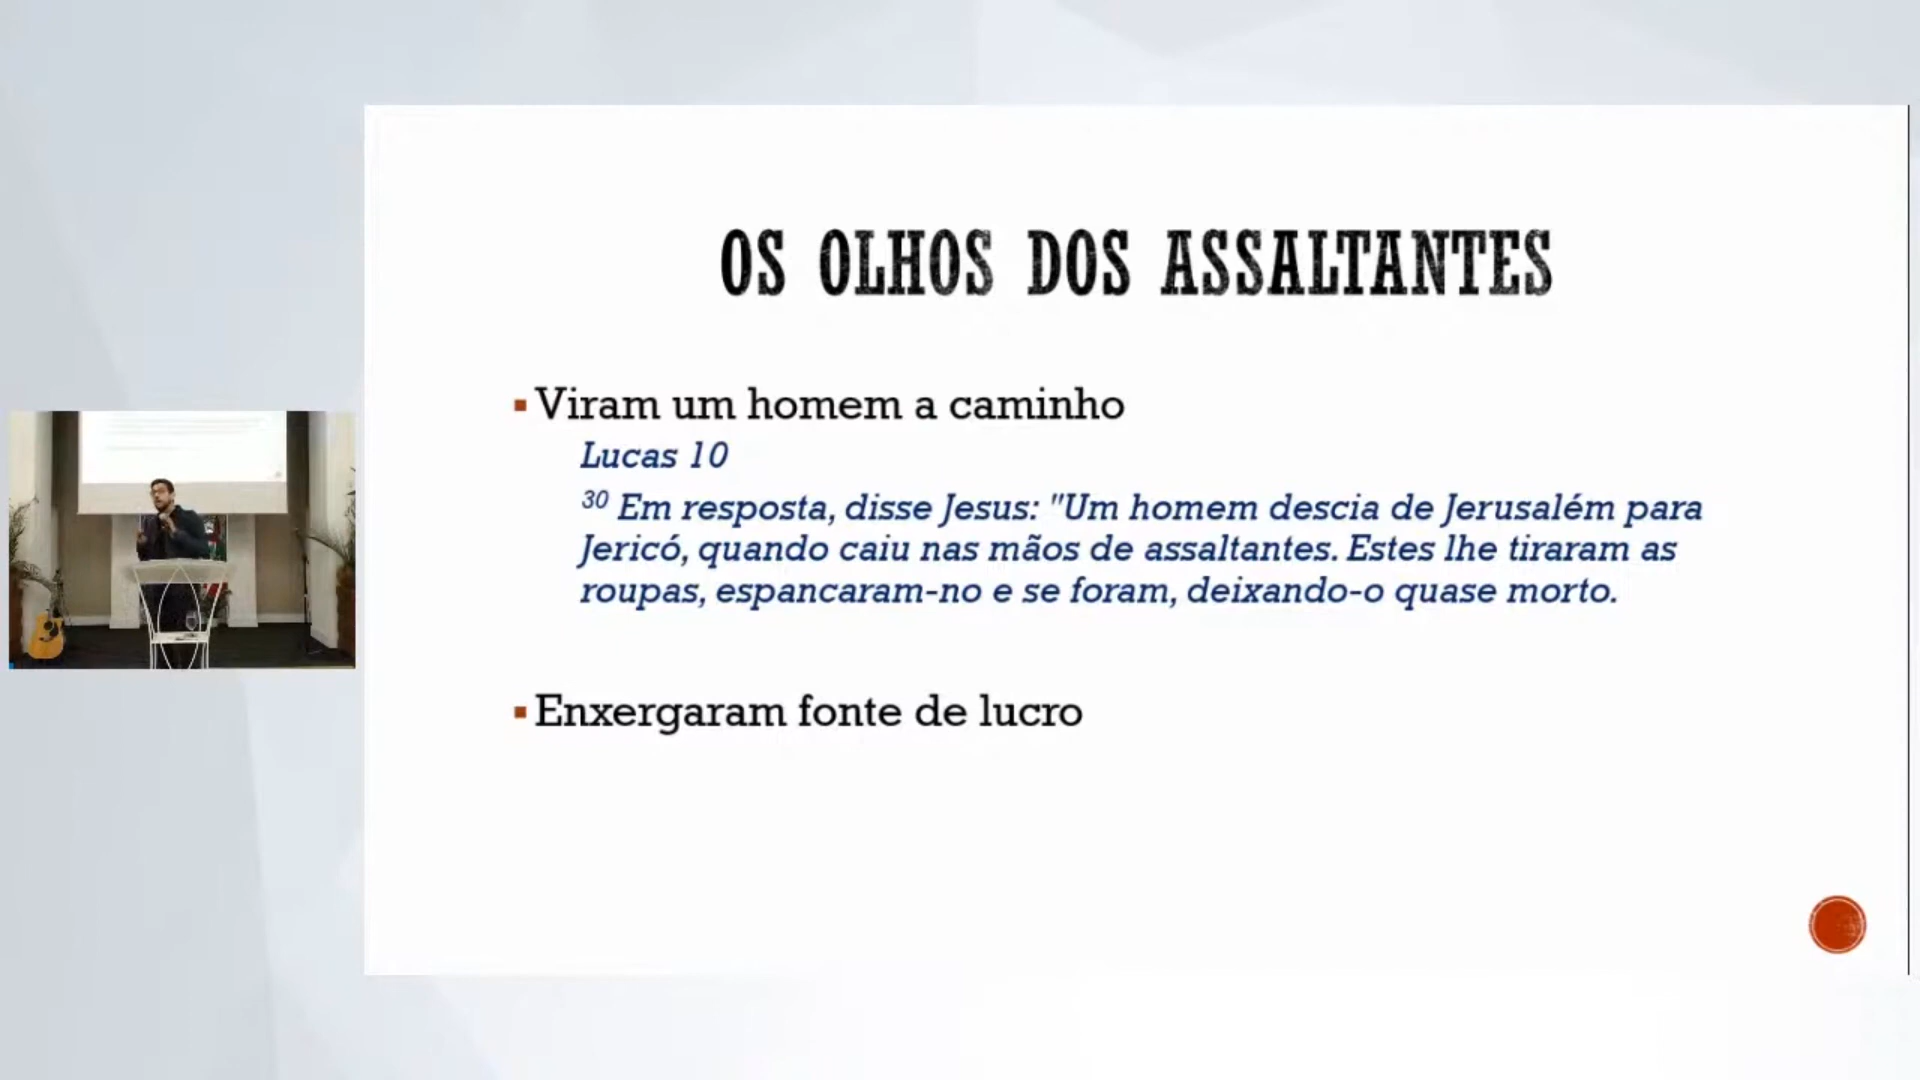 OS OLHOS DOS ASSALTANTES
▪ Viram um homem a caminho
Lucas 10
30 Em resposta, disse Jesus: "Um homem descia de Jerusalém para
Jericó, quando caiu nas mãos de assaltantes. Estes lhe tiraram as
roupas, espancaram-no e se foram, deixando-o quase morto.
▪ Enxergaram fonte de lucro